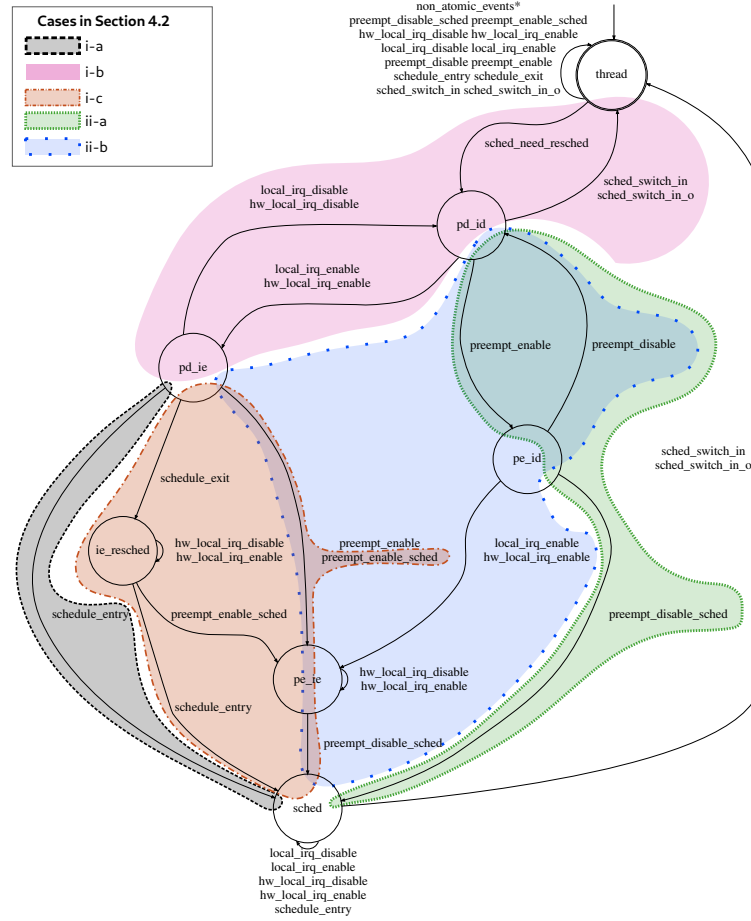 Cases in Section 4.2
i-a
i-b
i-c
ii-a
ii-b
non_atomic_events*
preempt_disable_sched preempt_enable_sched
hw_local_irq_disable hw_local_irq_enable
local_irq_disable local_irq_enable
preempt_disable preempt_enable
schedule_entry schedule_exit
sched_switch_in sched_switch_in_o
thread
sched_need_resched
sched_switch_in
sched_switch_in_o
local_irq_disable
hw_local_irq_disable
pd_id
local_irq_enable
hw_local_irq_enable
preempt_enable
preempt_disable
pd_ie
pe_id
sched_switch_in
sched_switch_in_o
schedule_exit
ie_resched
hw_local_irq_disable
hw_local_irq_enable
preempt_enable
preempt_enable_sched
local_irq_enable
hw_local_irq_enable
schedule_entry
preempt_enable_sched
preempt_disable_sched
pe_ie
hw_local_irq_disable
hw_local_irq_enable
schedule_entry
preempt_disable_sched
sched
local_irq_disable
local_irq_enable
hw_local_irq_disable
hw_local_irq_enable
schedule_entry